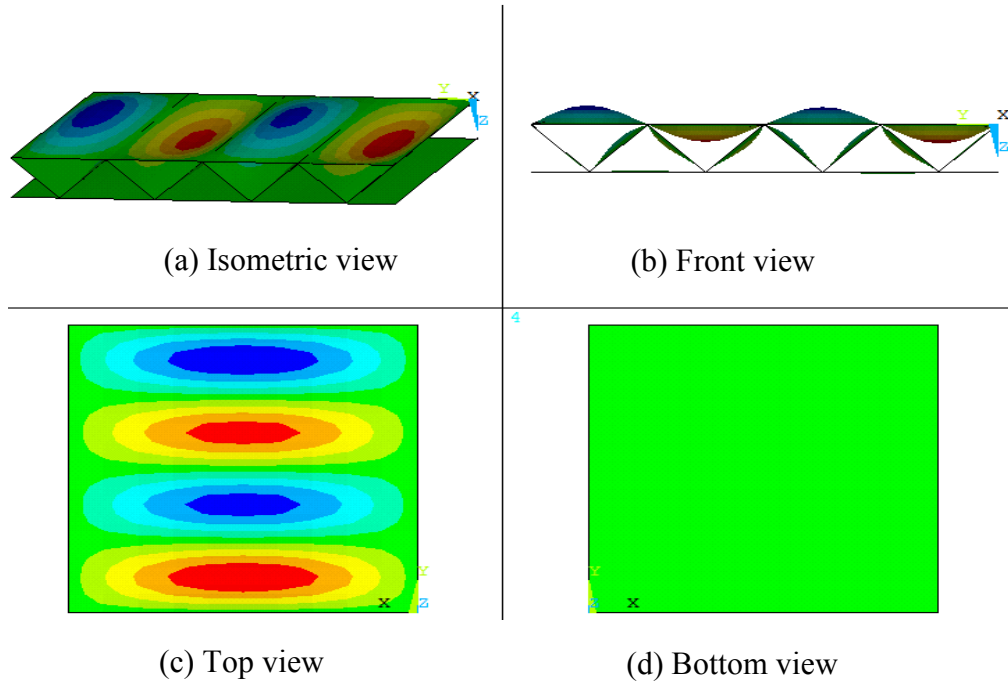 Y
X
Z
Y
X
Z
(a) Isometric view
(b) Front view
4
Y
X
Z
Y
Z
X
(c) Top view
(d) Bottom view